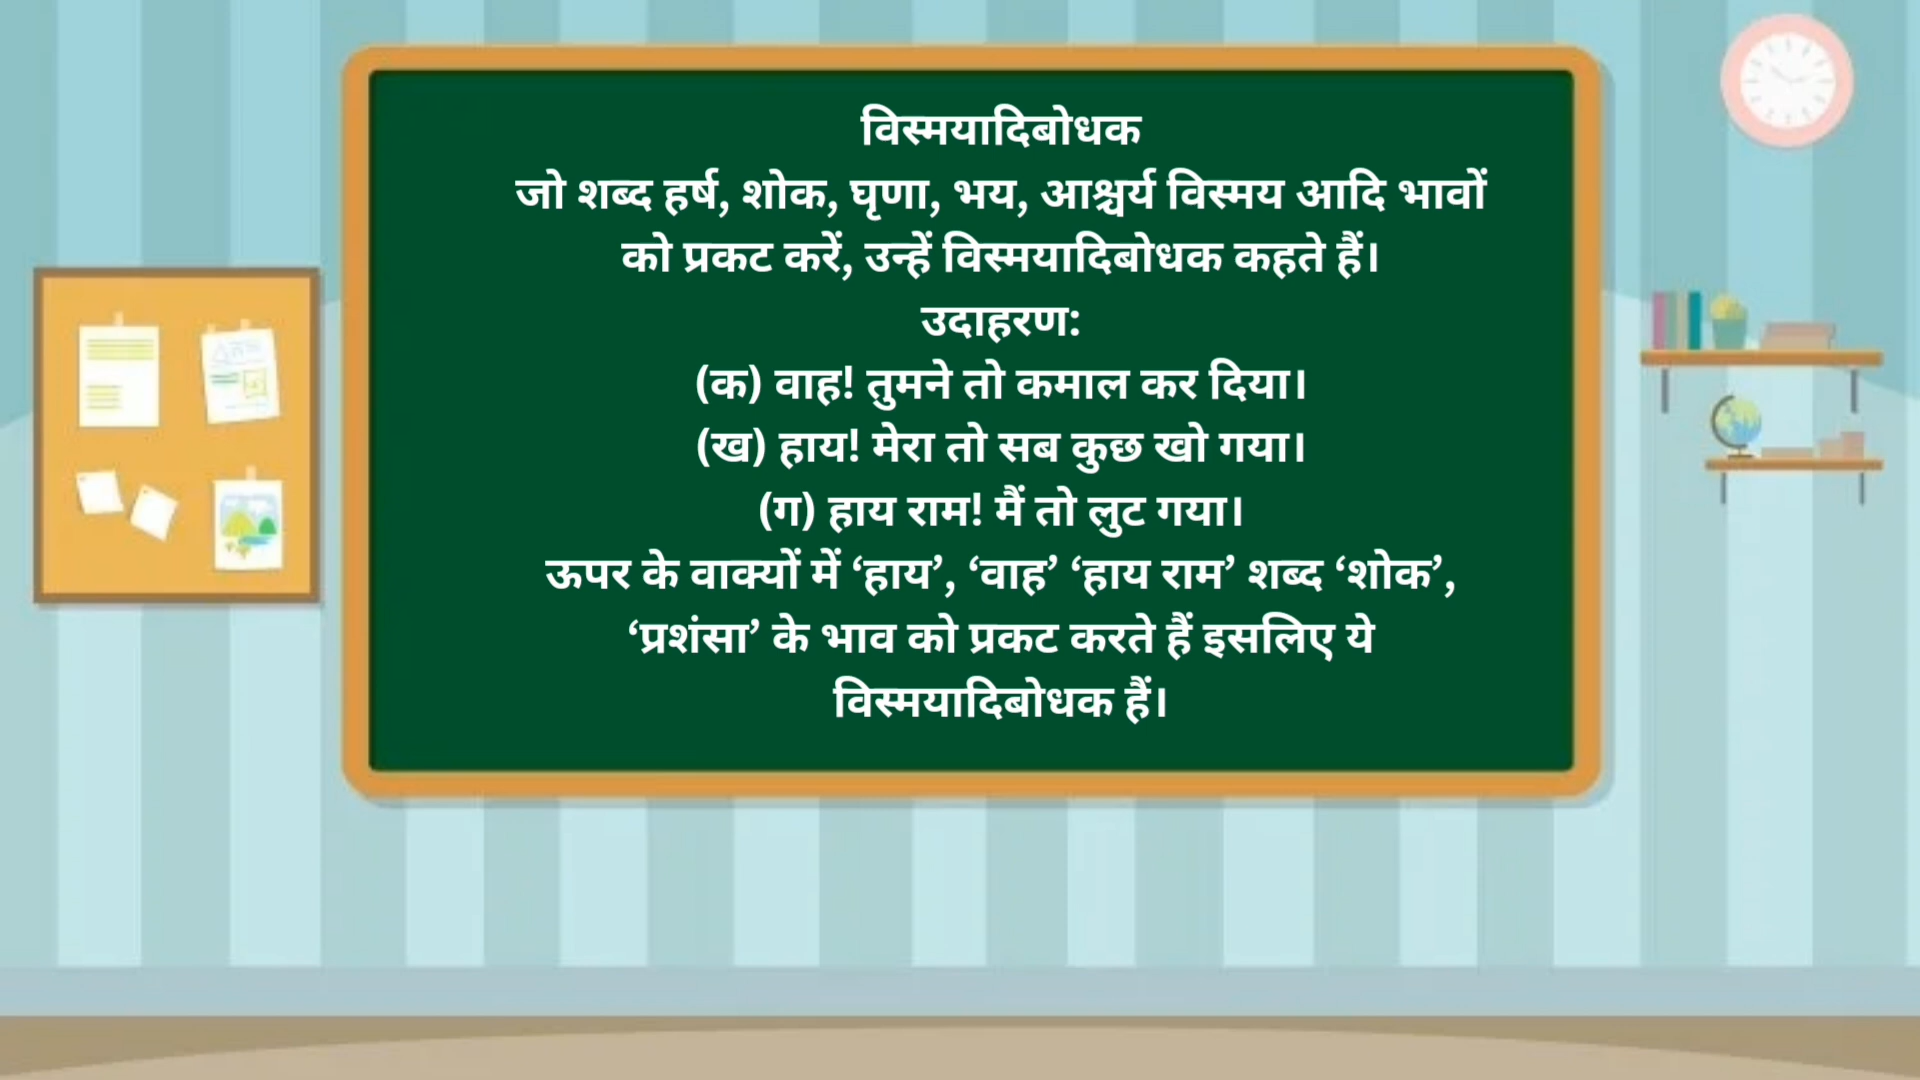 विस्मयादिबोधक
जो शब्द हर्ष, शोक, घृणा, भय, आश्चर्य विस्मय आदि भावों
को प्रकट करें, उन्हें विस्मयादिबोधक कहते हैं।
उदाहरण:
(क) वाह! तुमने तो कमाल कर दिया।
(ख) हाय! मेरा तो सब कुछ खो गया।
(ग) हाय राम! मैं तो लुट गया।
ऊपर के वाक्यों में ‘हाय’, ‘वाह’ ‘हाय राम’ शब्द ‘शोक’,
‘प्रशंसा’ के भाव को प्रकट करते हैं इसलिए ये
विस्मयादिबोधक हैं।